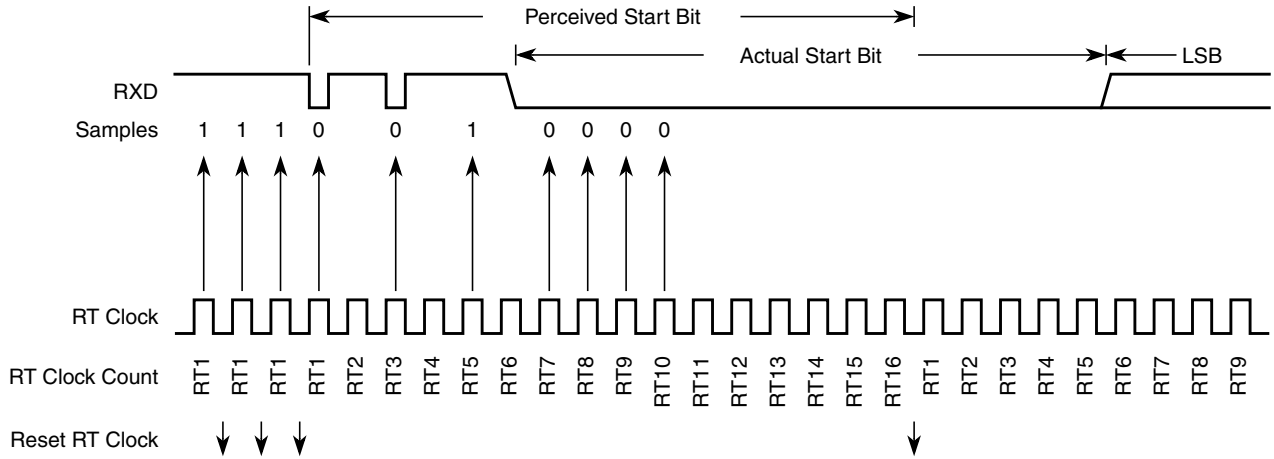 Perceived Start Bit
Actual Start Bit LSB
RXD
Samples 1 1 1 0 0 1 0 0 0 0
RT Clock
RT Clock Count RT1 RT1 RT1 RT1 RT2 RT3 RT4 RT5 RT6 RT7 RT8 RT9 RT10 RT11 RT12 RT13 RT14 RT15 RT16 RT1 RT2 RT3 RT4 RT5 RT6 RT7 RT8 RT9
Reset RT Clock